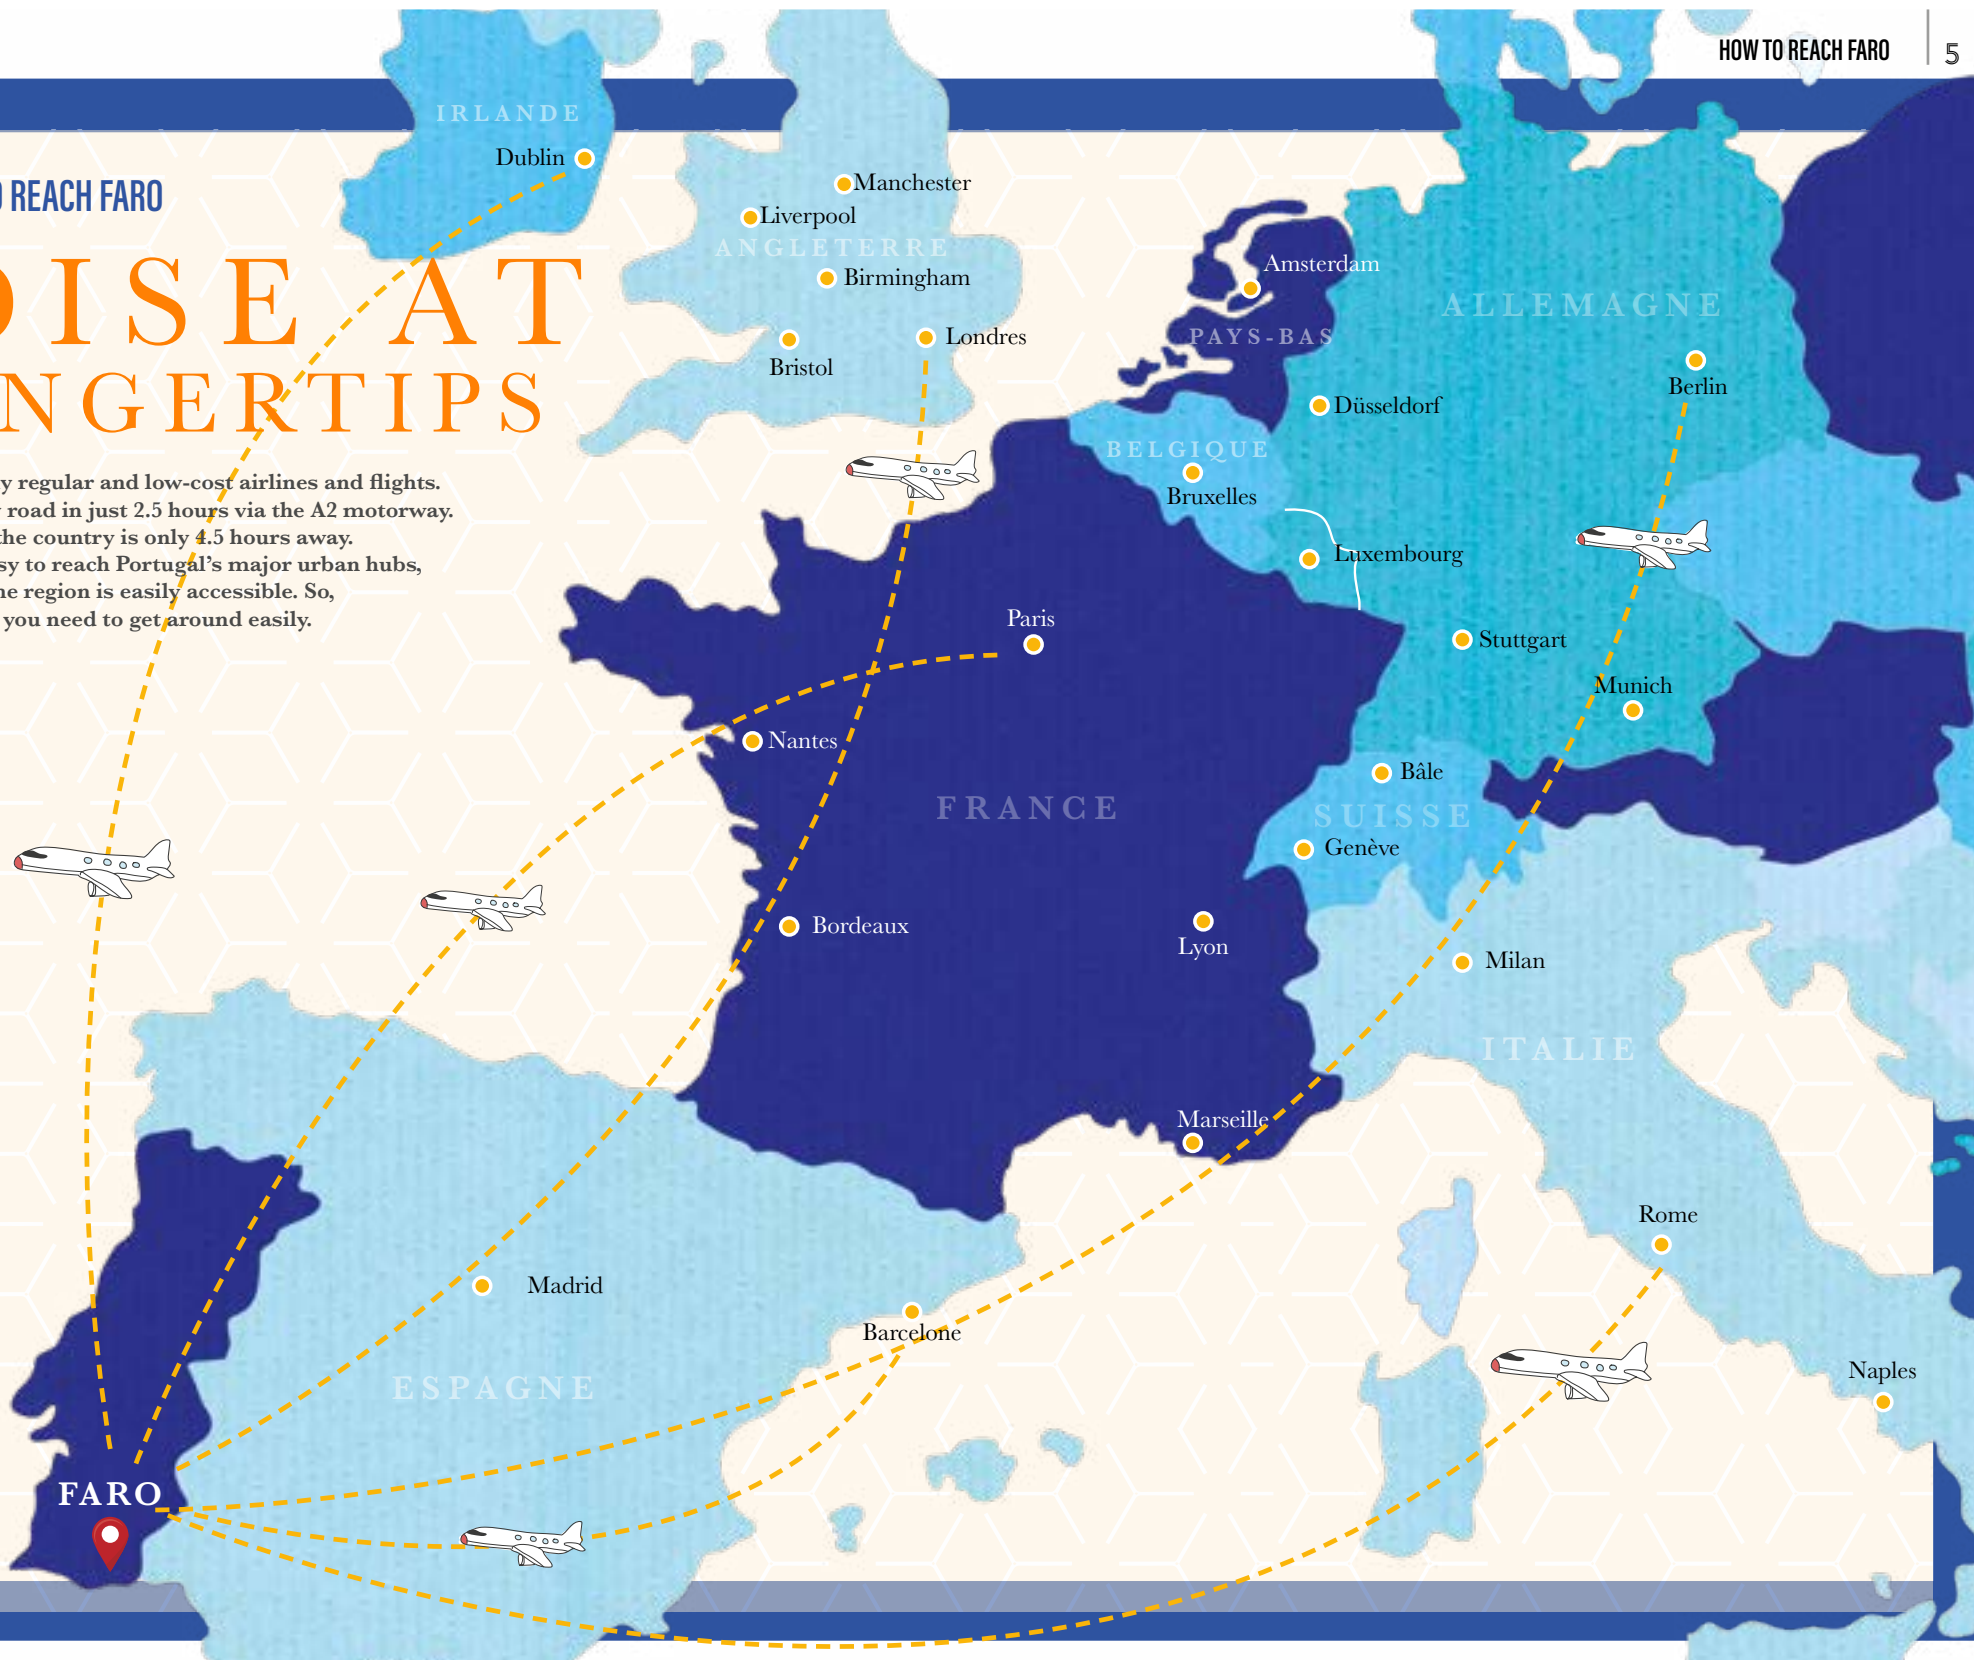 HOW TO REACH FARO
5
REACH FARO
ISE AT
NGERTIPS
y regular and low-cost airlines and flights.
road in just 2.5 hours via the A2 motorway.
the country is only 4.5 hours away.
sy to reach Portugal's major urban hubs,
ne region is easily accessible. So,
you need to get around easily.
IRLANDE
Dublin
Manchester
Liverpool
ANGLETERRE
Birmingham
Londres
Bristol
Amsterdam
PAYS-BAS
ALLEMAGNE
Berlin
Düsseldorf
BELGIQUE
Bruxelles
Luxembourg
Paris
Stuttgart
Munich
Nantes
Bâle
FRANCE
SUISSE
Genève
Bordeaux
Lyon
Milan
ITALIE
Marseille
Rome
Madrid
Barcelone
Naples
ESPAGNE
FARO